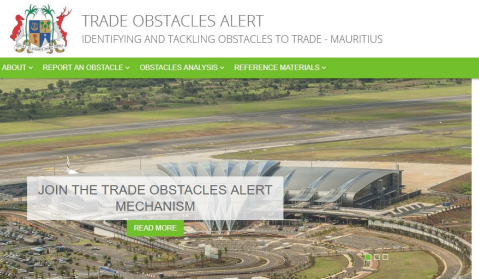 TRADE OBSTACLES ALERT
IDENTIFYING AND TACKLING OBSTACLES TO TRADE - MAURITIUS
ABOUT REPORT AN OBSTACLE OBSTACLES ANALYSIS REFERENCE MATERIALS
JOIN THE TRADE OBSTACLES ALERT
MECHANISM
READ MORE